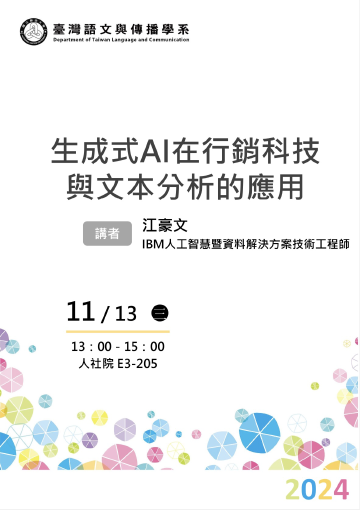 臺灣語文與傳播學系
Department of Taiwan Language and Communication
生成式AI在行銷科技
與文本分析的應用
講者
江豪文
IBM人工智慧暨資料解決方案技術工程師
11 / 13 三
13：00 - 15：00
人社院 E3-205
2024